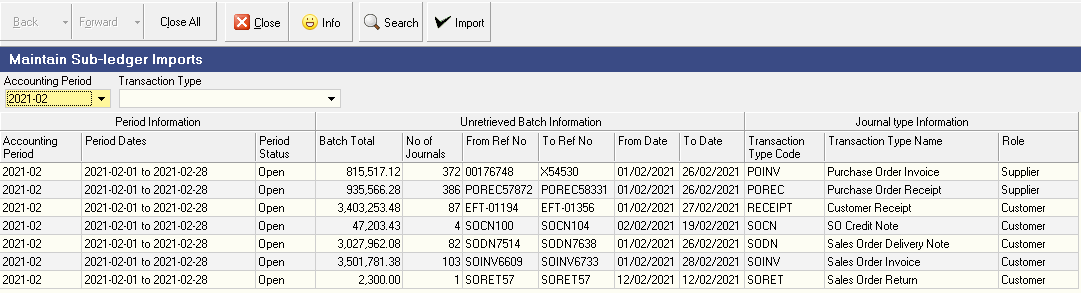 Back Forward Close All Close Info Search Import
Maintain Sub-ledger Imports
Accounting Period Transaction Type
2021-02
Period Information Unretrieved Batch Information Journal type Information
Accounting Period Period Dates Period Status Batch Total No of Journals From Ref No To Ref No From Date To Date Transaction Type Code Transaction Type Name Role
2021-02 2021-02-01 to 2021-02-28 Open 815,517.12 372 00176748 X54530 01/02/2021 26/02/2021 POINV Purchase Order Invoice Supplier
2021-02 2021-02-01 to 2021-02-28 Open 935,566.28 386 POREC57872 POREC58331 01/02/2021 26/02/2021 POREC Purchase Order Receipt Supplier
2021-02 2021-02-01 to 2021-02-28 Open 3,403,253.48 87 EFT-01194 EFT-01356 01/02/2021 27/02/2021 RECEIPT Customer Receipt Customer
2021-02 2021-02-01 to 2021-02-28 Open 47,203.43 4 SOCN100 SOCN104 02/02/2021 19/02/2021 SOCN SO Credit Note Customer
2021-02 2021-02-01 to 2021-02-28 Open 3,027,962.08 82 SODN7514 SODN7638 01/02/2021 26/02/2021 SODN Sales Order Delivery Note Customer
2021-02 2021-02-01 to 2021-02-28 Open 3,501,781.38 103 SOINV6609 SOINV6733 01/02/2021 28/02/2021 SOINV Sales Order Invoice Customer
2021-02 2021-02-01 to 2021-02-28 Open 2,300.00 1 SORET57 SORET57 12/02/2021 12/02/2021 SORET Sales Order Return Customer